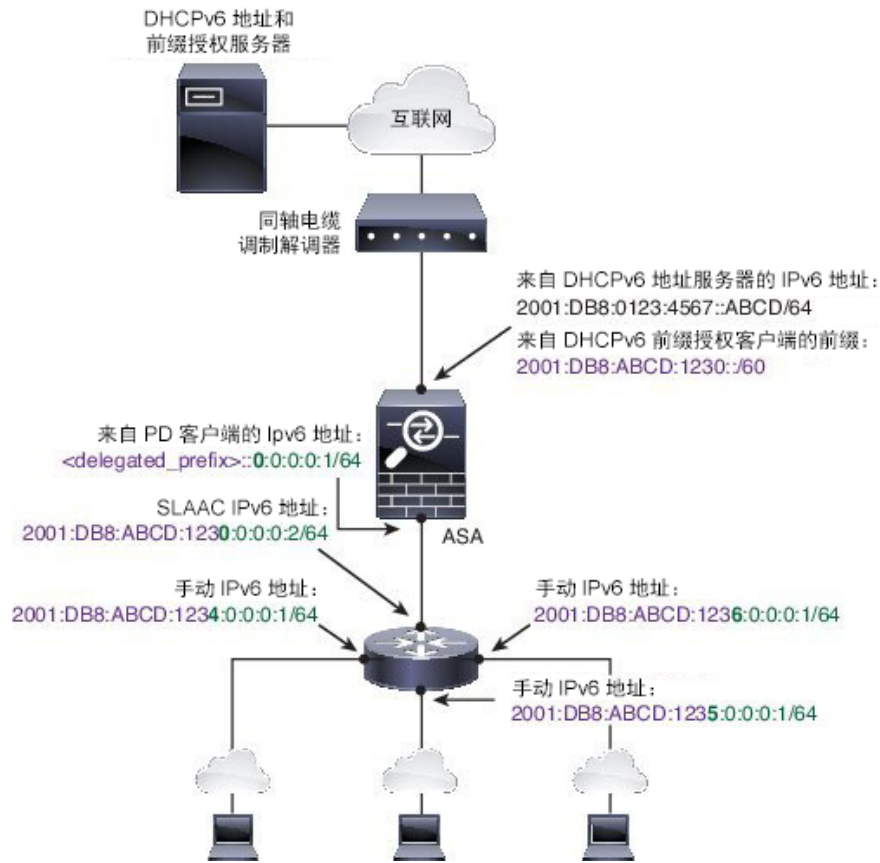 DHCPv6 地址和
前缀授权服务器
互联网
同轴电缆
调制解调器
来自 DHCPv6 地址服务器的 IPv6 地址：
2001:DB8:0123:4567::ABCD/64
来自 DHCPv6 前缀授权客户端的前缀：
2001:DB8:ABCD:1230::/60
来自 PD 客户端的 Ipv6 地址：
<delegated_prefix>::0:0:0:0:1/64
SLAAC IPv6 地址：
2001:DB8:ABCD:1230:0:0:0:2/64
ASA
手动 IPv6 地址：
2001:DB8:ABCD:1234:0:0:0:1/64
手动 IPv6 地址：
2001:DB8:ABCD:1236:0:0:0:1/64
手动 IPv6 地址：
2001:DB8:ABCD:1235:0:0:0:1/64